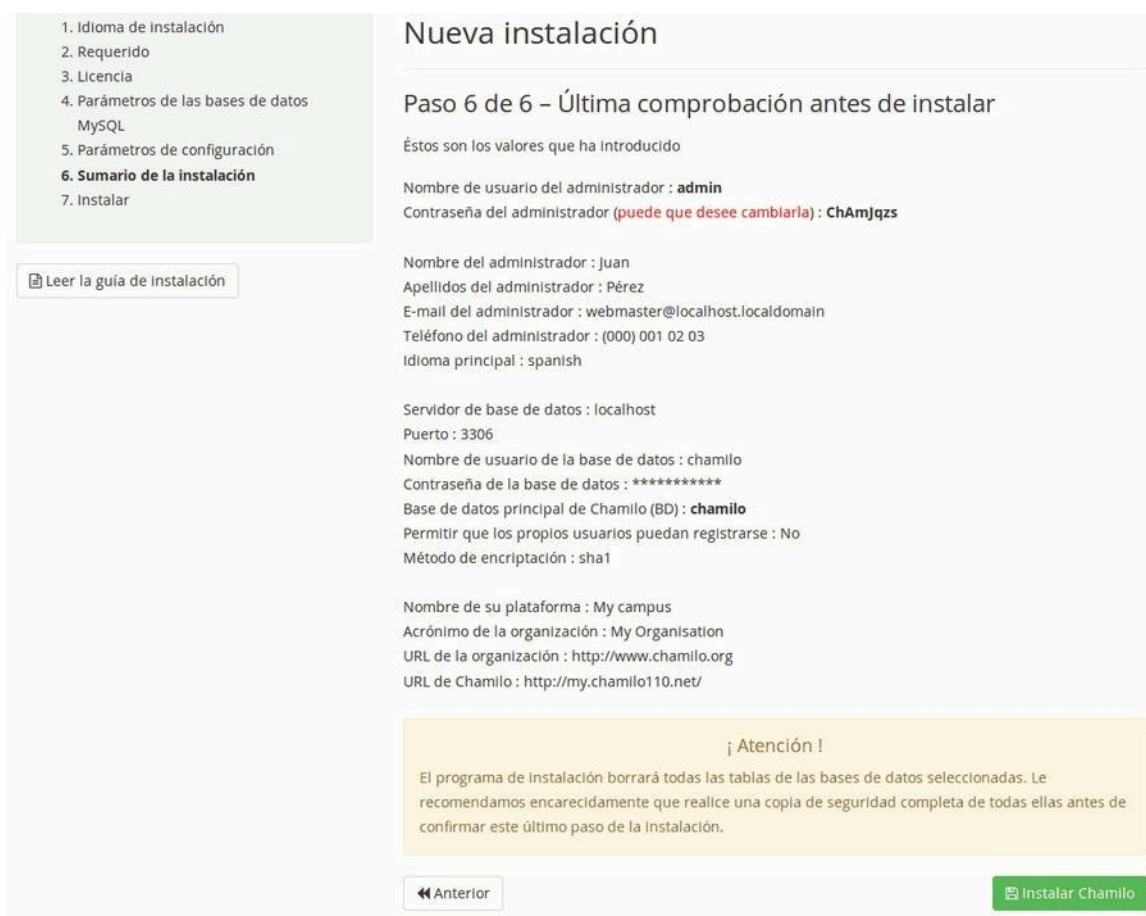 1. Idioma de instalación
2. Requerido
3. Licencia
4. Parámetros de las bases de datos
MySQL
5. Parámetros de configuración
6. Sumario de la instalación
7. Instalar
Leer la guía de instalación
Nueva instalación
Paso 6 de 6 – Última comprobación antes de instalar
Éstos son los valores que ha introducido
Nombre de usuario del administrador : admin
Contraseña del administrador (puede que desee cambiarla) : ChAmJqzs
Nombre del administrador : Juan
Apellidos del administrador : Pérez
E-mail del administrador : webmaster@localhost.localdomain
Teléfono del administrador : (000) 001 02 03
Idioma principal : spanish
Servidor de base de datos : localhost
Puerto : 3306
Nombre de usuario de la base de datos : chamilo
Contraseña de la base de datos : ***********
Base de datos principal de Chamilo (BD) : chamilo
Permitir que los propios usuarios puedan registrarse : No
Método de encriptación : sha1
Nombre de su plataforma : My campus
Acrónimo de la organización : My Organisation
URL de la organización : http://www.chamilo.org
URL de Chamilo : http://my.chamilo110.net/
¡ Atención !
El programa de instalación borrará todas las tablas de las bases de datos seleccionadas. Le
recomendamos encarecidamente que realice una copia de seguridad completa de todas ellas antes de
confirmar este último paso de la instalación.
Anterior
Instalar Chamilo